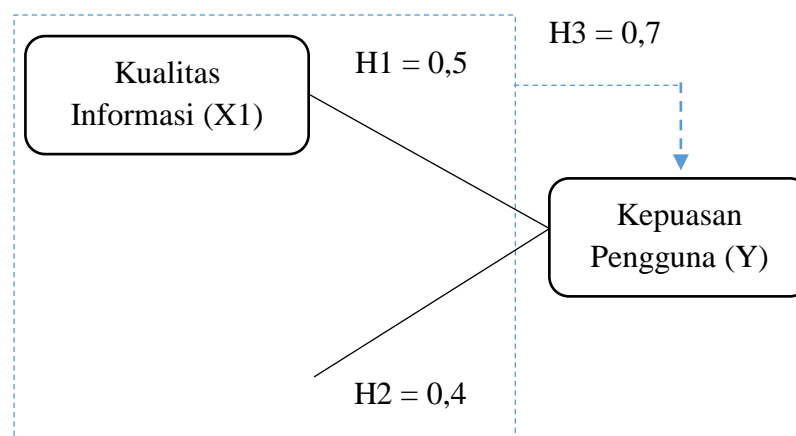 H3 = 0,7
H1 = 0,5
Kualitas
Informasi (X1)
Kepuasan
Pengguna (Y)
H2 = 0,4